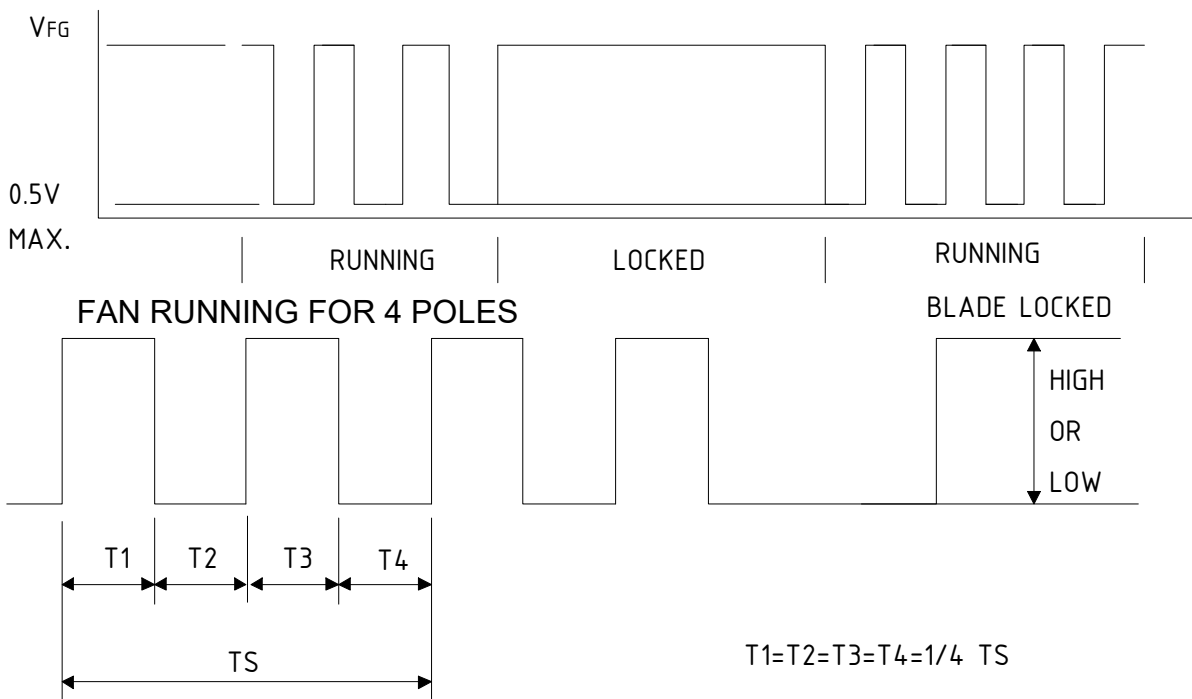 VFG
0.5V
MAX.
RUNNING
LOCKED
RUNNING
FAN RUNNING FOR 4 POLES
BLADE LOCKED
HIGH
OR
LOW
T1 T2 T3 T4
TS
T1=T2=T3=T4=1/4 TS